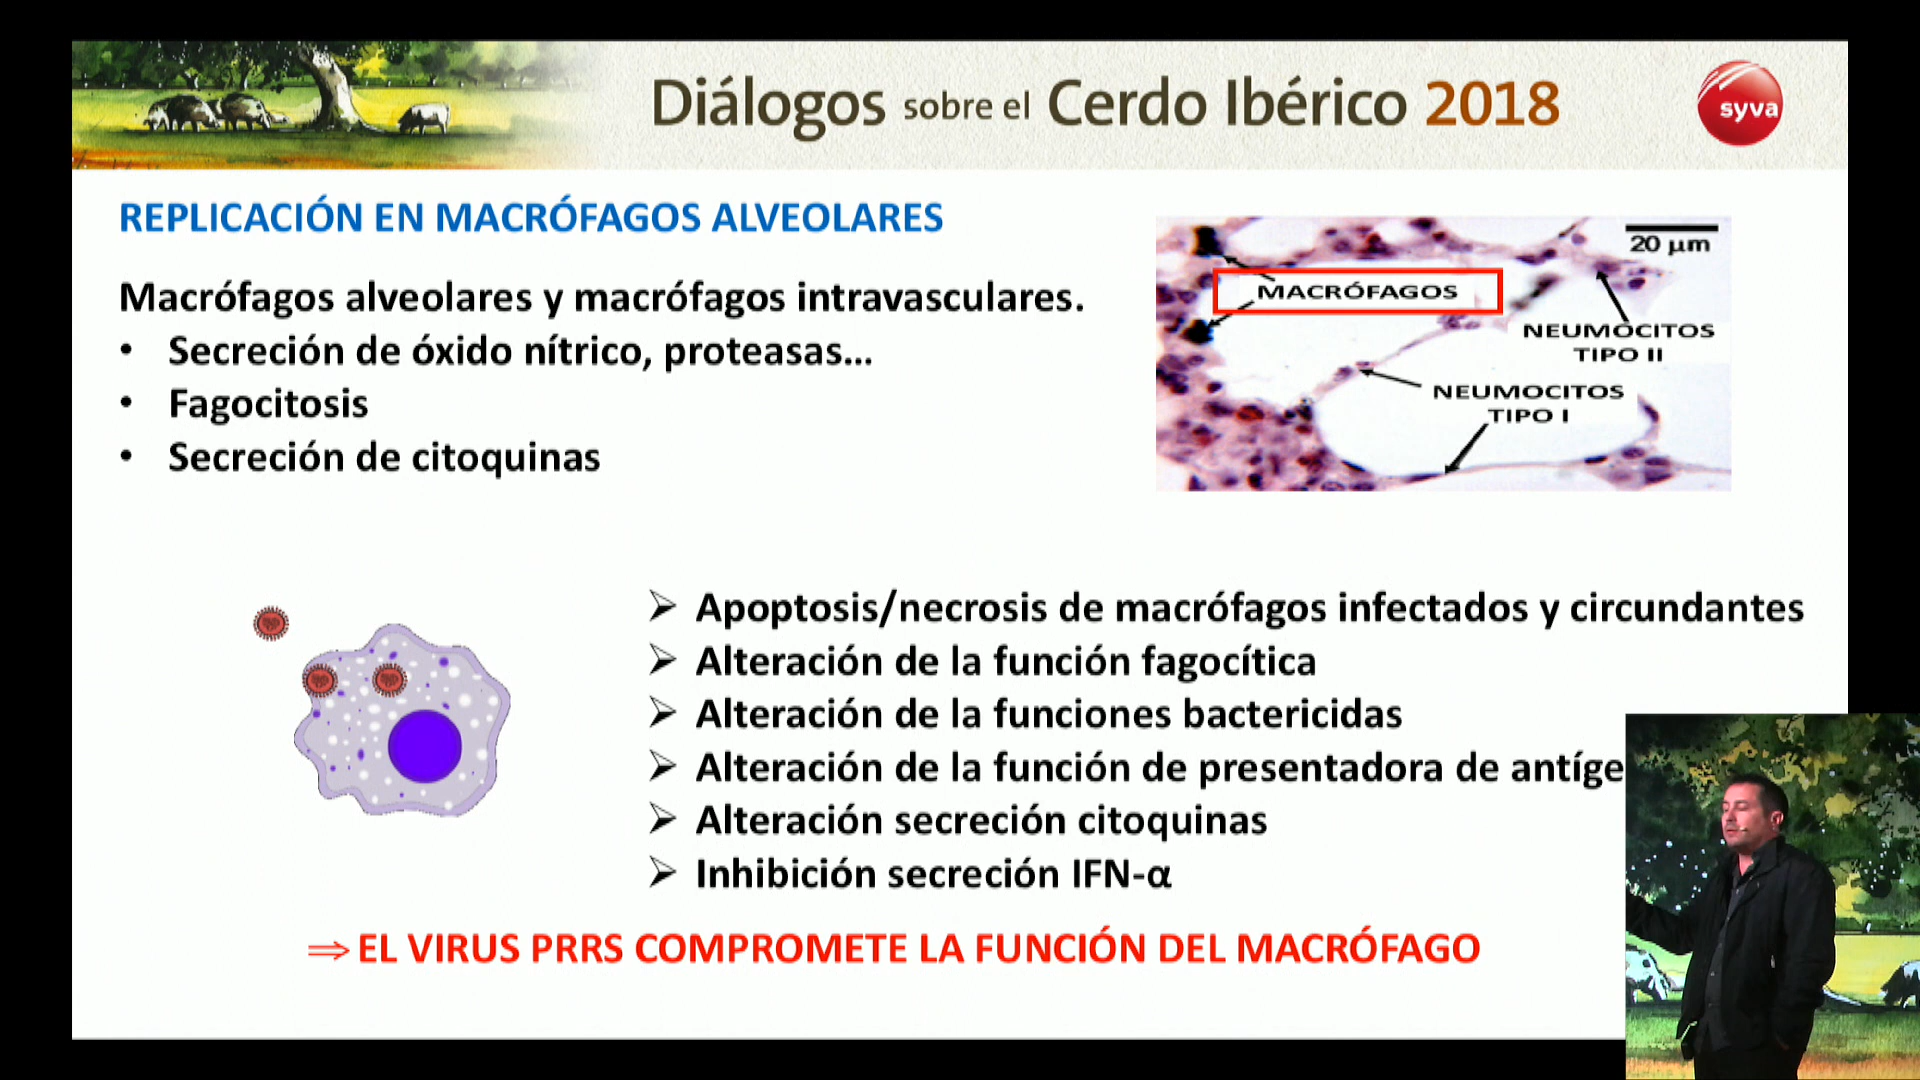 Diálogos sobre el Cerdo Ibérico 2018
syva
REPLICACIÓN EN MACRÓFAGOS ALVEOLARES
Macrófagos alveolares y macrófagos intravasculares.
• Secreción de óxido nítrico, proteasas...
• Fagocitosis
• Secreción de citoquinas
20 µm
MACRÓFAGOS
NEUMOCITOS
TIPO II
NEUMOCITOS
TIPO I
➢ Apoptosis/necrosis de macrófagos infectados y circundantes
➢ Alteración de la función fagocítica
➢ Alteración de la funciones bactericidas
➢ Alteración de la función de presentadora de antíge
➢ Alteración secreción citoquinas
➢ Inhibición secreción IFN-α
⇒ EL VIRUS PRRS COMPROMETE LA FUNCIÓN DEL MACRÓFAGO